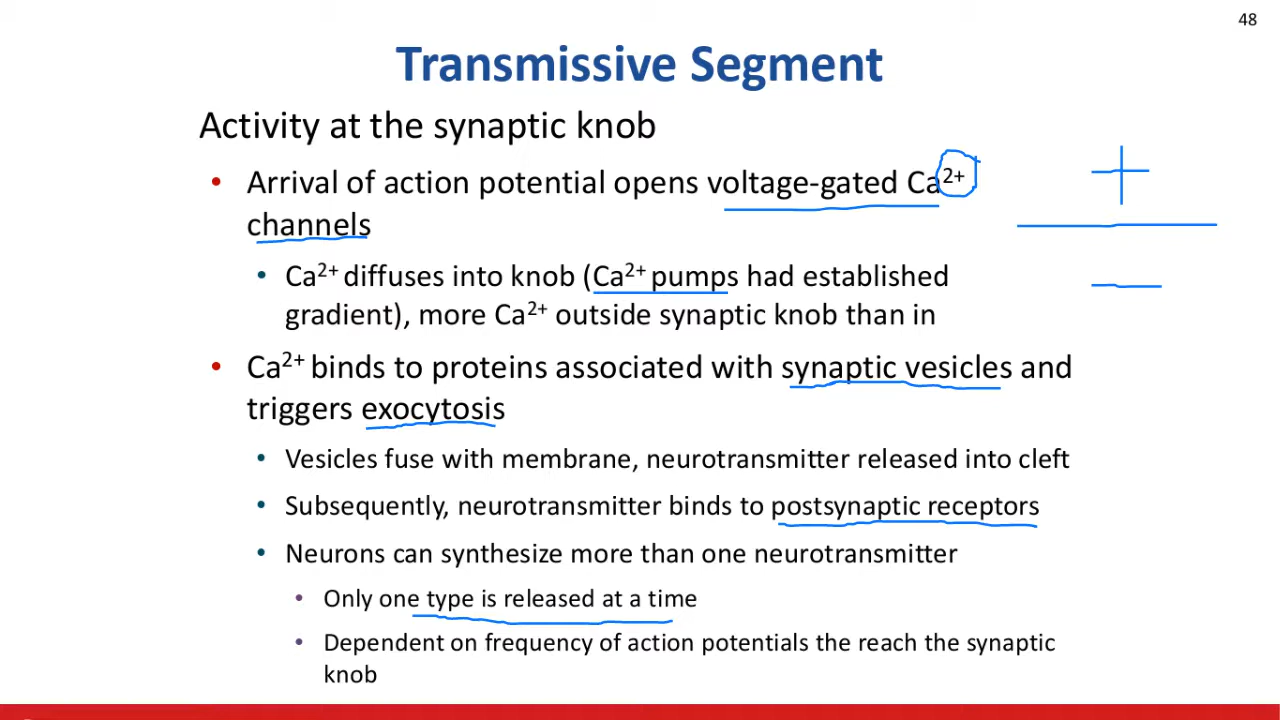 48
Transmissive Segment
Activity at the synaptic knob
• Arrival of action potential opens voltage-gated Ca2+
channels
• Ca2+ diffuses into knob (Ca2+ pumps had established
gradient), more Ca2+ outside synaptic knob than in
• Ca2+ binds to proteins associated with synaptic vesicles and
triggers exocytosis
• Vesicles fuse with membrane, neurotransmitter released into cleft
• Subsequently, neurotransmitter binds to postsynaptic receptors
• Neurons can synthesize more than one neurotransmitter
• Only one type is released at a time
• Dependent on frequency of action potentials the reach the synaptic
knob
+
−